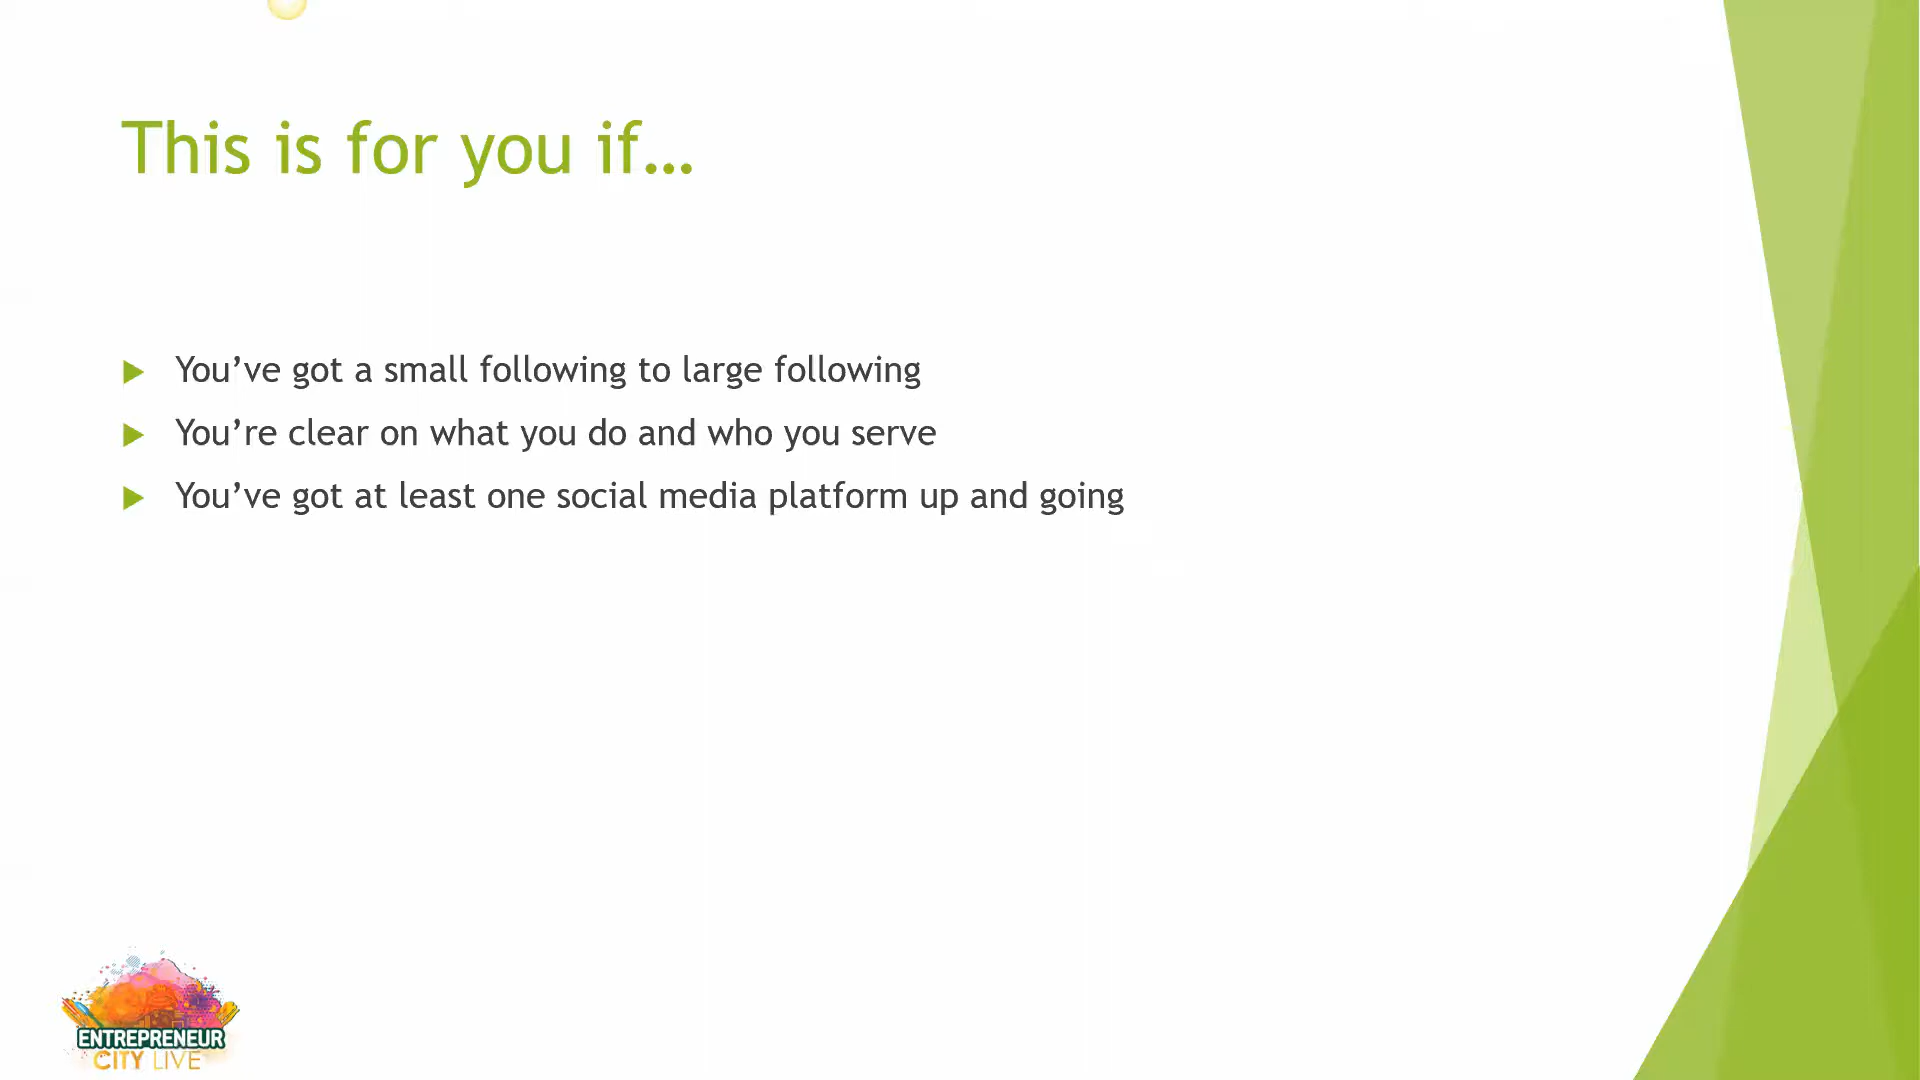 This is for you if…
You’ve got a small following to large following
You’re clear on what you do and who you serve
You’ve got at least one social media platform up and going
ENTREPRENEUR
CITY LIVE